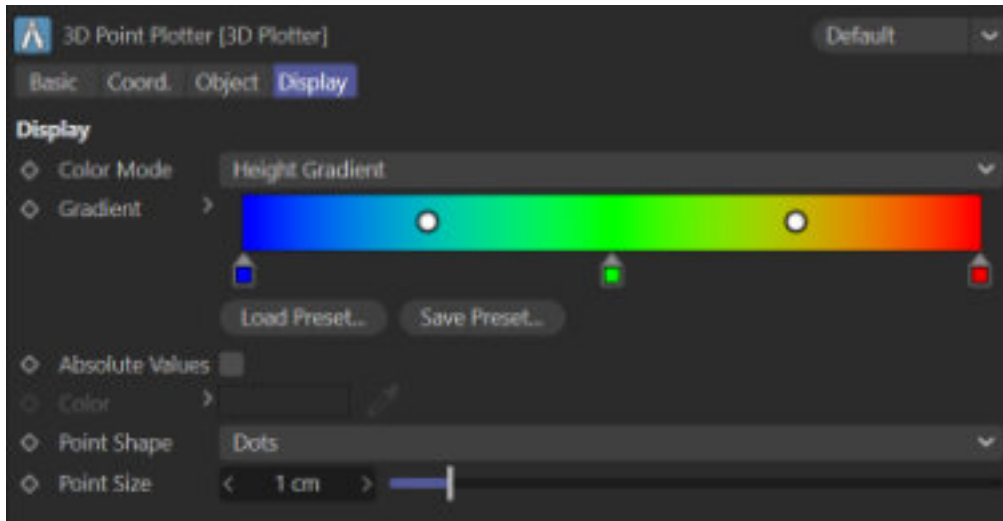 3D Point Plotter [3D Plotter] Default
Basic Coord. Object Display
Display
Color Mode Height Gradient
Gradient
Load Preset... Save Preset...
Absolute Values
Color
Point Shape Dots
Point Size 1 cm